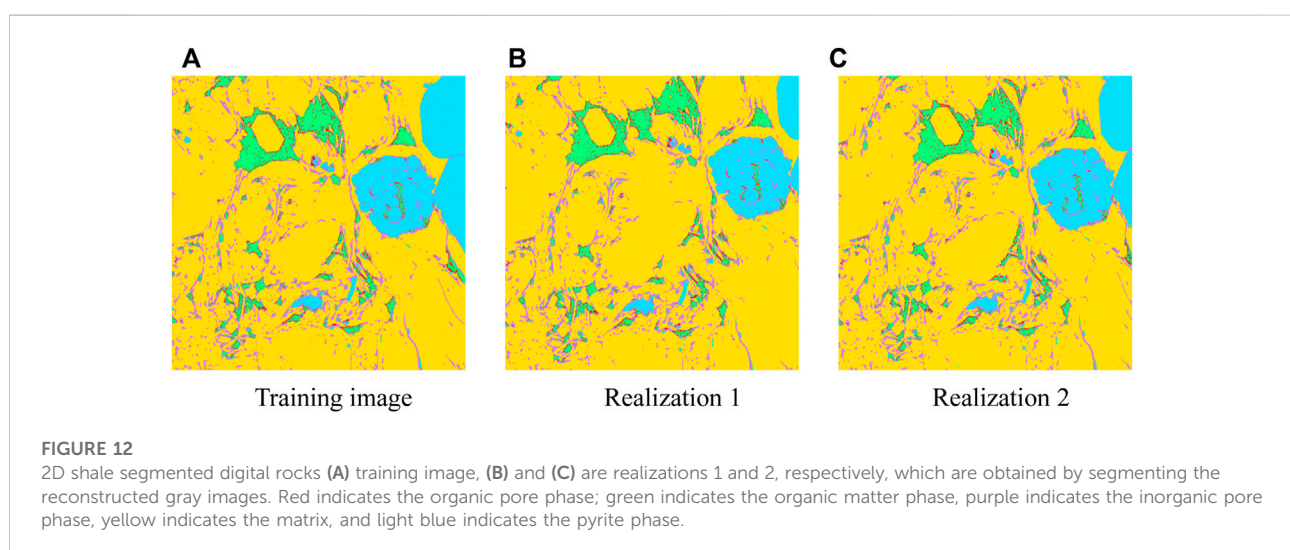 A
B
C
Training image
Realization 1
Realization 2
FIGURE 12
2D shale segmented digital rocks (A) training image, (B) and (C) are realizations 1 and 2, respectively, which are obtained by segmenting the
reconstructed gray images. Red indicates the organic pore phase; green indicates the organic matter phase, purple indicates the inorganic pore
phase, yellow indicates the matrix, and light blue indicates the pyrite phase.